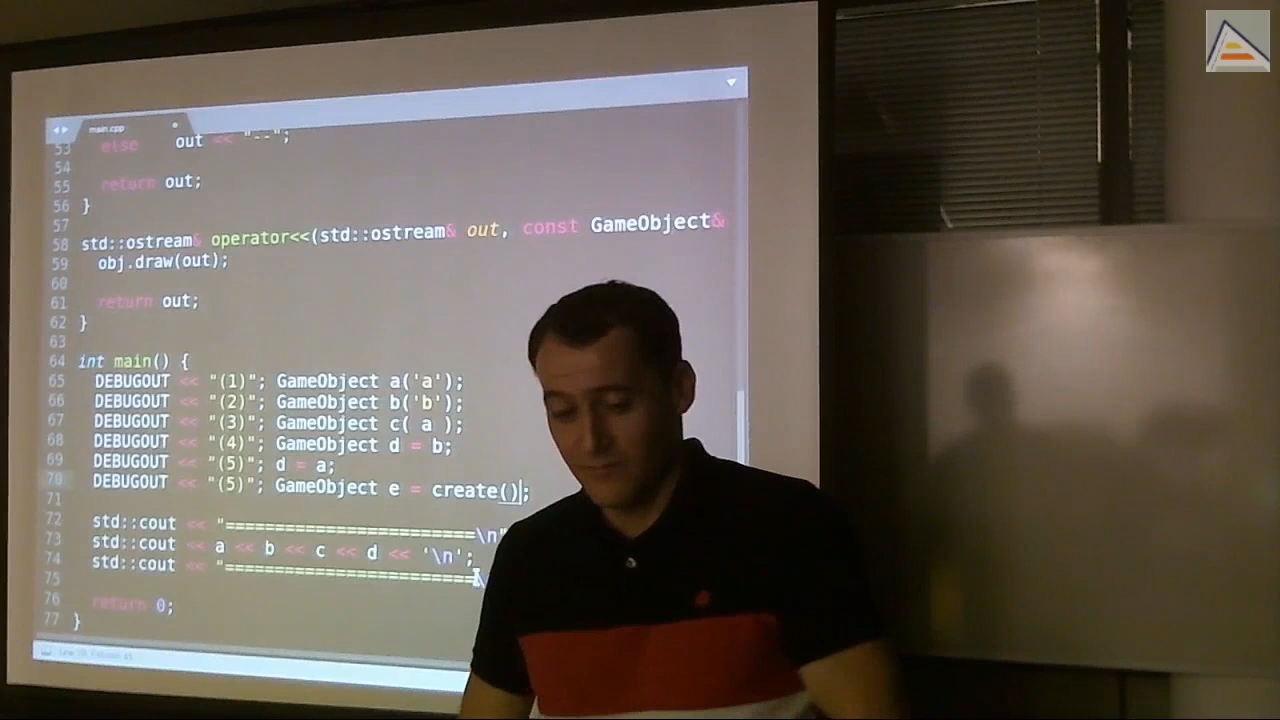 main.cpp
53 else out << "--";
54
55 return out;
56 }
57
58 std::ostream& operator<<(std::ostream& out, const GameObject&
59 obj.draw(out);
60
61 return out;
62 }
63
64 int main() {
65 DEBUGOUT << "(1)"; GameObject a('a');
66 DEBUGOUT << "(2)"; GameObject b('b');
67 DEBUGOUT << "(3)"; GameObject c( a );
68 DEBUGOUT << "(4)"; GameObject d = b;
69 DEBUGOUT << "(5)"; d = a;
70 DEBUGOUT << "(5)"; GameObject e = create();
71
72 std::cout << "=========================\n"
73 std::cout << a << b << c << d << '\n';
74 std::cout << "=========================\
75
76 return 0;
77 }